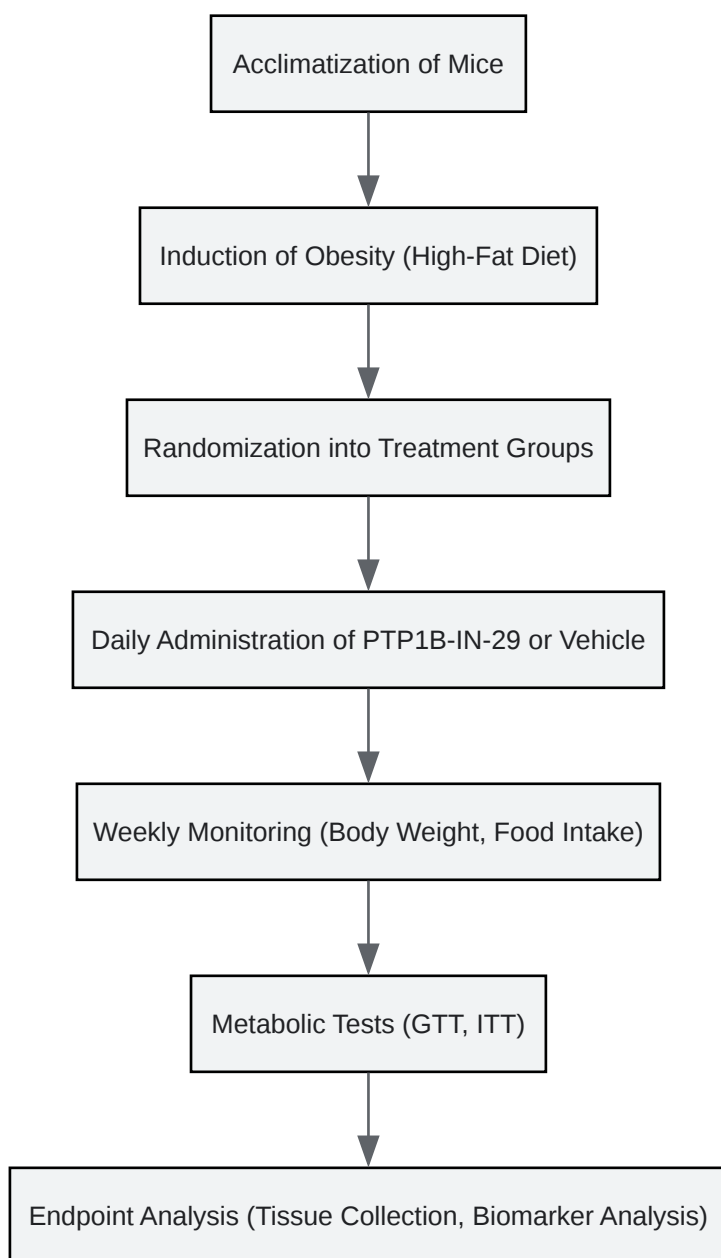 Acclimatization of Mice
Induction of Obesity (High-Fat Diet)
Randomization into Treatment Groups
Daily Administration of PTP1B-IN-29 or Vehicle
Weekly Monitoring (Body Weight, Food Intake)
Metabolic Tests (GTT, ITT)
Endpoint Analysis (Tissue Collection, Biomarker Analysis)